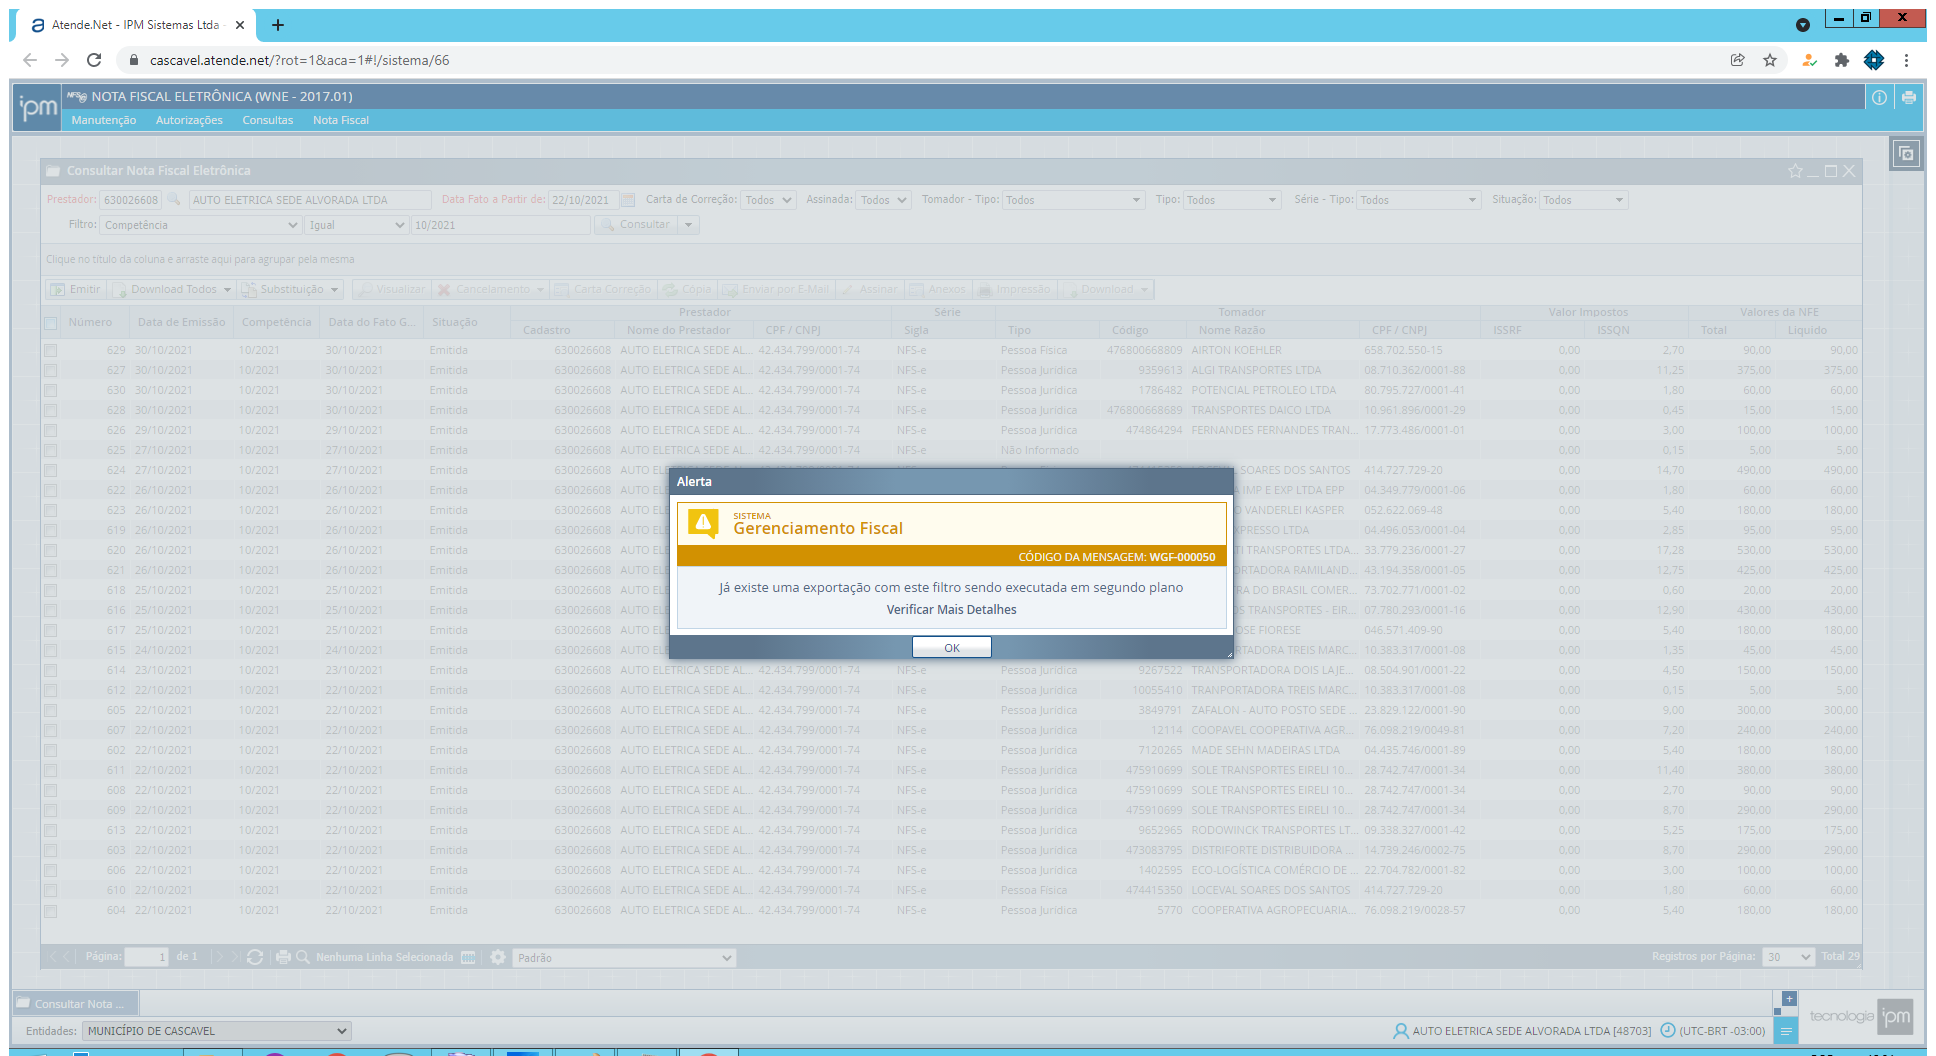 Atende.Net - IPM Sistemas Ltda
cascavel.atende.net/?rot=1&aca=1#!/sistema/66
ipm
NFS-e NOTA FISCAL ELETRÔNICA (WNE - 2017.01)
Manutenção Autorizações Consultas Nota Fiscal
Consultar Nota Fiscal Eletrônica
Prestador: 630026608 AUTO ELETRICA SEDE ALVORADA LTDA Data Fato a Partir de: 22/10/2021 Carta de Correção: Todos Assinada: Todos Tomador - Tipo: Todos Tipo: Todos Série - Tipo: Todos Situação: Todos
Filtro: Competência Igual 10/2021 Consultar
Clique no título da coluna e arraste aqui para agrupar pela mesma
Emitir Download Todos Substituição Visualizar Cancelamento Carta Correção Cópia Enviar por E-Mail Assinar Anexos Impressão Download
Prestador Série Tomador Valor Impostos Valores da NFE
Número Data de Emissão Competência Data do Fato G... Situação
Cadastro Nome do Prestador CPF / CNPJ Sigla Tipo Código Nome Razão CPF / CNPJ ISSRF ISSQN Total Líquido
629 30/10/2021 10/2021 30/10/2021 Emitida 630026608 AUTO ELETRICA SEDE AL... 42.434.799/0001-74 NFS-e Pessoa Física 476800668809 AIRTON KOEHLER 658.702.550-15 0,00 2,70 90,00 90,00
627 30/10/2021 10/2021 30/10/2021 Emitida 630026608 AUTO ELETRICA SEDE AL... 42.434.799/0001-74 NFS-e Pessoa Jurídica 9359613 ALGI TRANSPORTES LTDA 08.710.362/0001-88 0,00 11,25 375,00 375,00
630 30/10/2021 10/2021 30/10/2021 Emitida 630026608 AUTO ELETRICA SEDE AL... 42.434.799/0001-74 NFS-e Pessoa Jurídica 1786482 POTENCIAL PETROLEO LTDA 80.795.727/0001-41 0,00 1,80 60,00 60,00
628 30/10/2021 10/2021 30/10/2021 Emitida 630026608 AUTO ELETRICA SEDE AL... 42.434.799/0001-74 NFS-e Pessoa Jurídica 476800668689 TRANSPORTES DAICO LTDA 10.961.896/0001-29 0,00 0,45 15,00 15,00
626 29/10/2021 10/2021 29/10/2021 Emitida 630026608 AUTO ELETRICA SEDE AL... 42.434.799/0001-74 NFS-e Pessoa Jurídica 474864294 FERNANDES FERNANDES TRAN... 17.773.486/0001-01 0,00 3,00 100,00 100,00
625 27/10/2021 10/2021 27/10/2021 Emitida 630026608 AUTO ELETRICA SEDE AL... 42.434.799/0001-74 NFS-e Não Informado 0,00 0,15 5,00 5,00
624 27/10/2021 10/2021 27/10/2021 Emitida 630026608 AUTO SOARES DOS SANTOS 414.727.729-20 0,00 14,70 490,00 490,00
622 26/10/2021 10/2021 26/10/2021 Emitida 630026608 AUTO EL IMP E EXP LTDA EPP 04.349.779/0001-06 0,00 1,80 60,00 60,00
623 26/10/2021 10/2021 26/10/2021 Emitida 630026608 AUTO EL VANDERLEI KASPER 052.622.069-48 0,00 5,40 180,00 180,00
619 26/10/2021 10/2021 26/10/2021 Emitida 630026608 AUTO EL PRESSO LTDA 04.496.053/0001-04 0,00 2,85 95,00 95,00
620 26/10/2021 10/2021 26/10/2021 Emitida 630026608 AUTO EL TI TRANSPORTES LTDA... 33.779.236/0001-27 0,00 17,28 530,00 530,00
621 26/10/2021 10/2021 26/10/2021 Emitida 630026608 AUTO EL RTADORA RAMILAND... 43.194.358/0001-05 0,00 12,75 425,00 425,00
618 25/10/2021 10/2021 25/10/2021 Emitida 630026608 AUTO EL RA DO BRASIL COMER... 73.702.771/0001-02 0,00 0,60 20,00 20,00
616 25/10/2021 10/2021 25/10/2021 Emitida 630026608 AUTO EL S TRANSPORTES - EIR... 07.780.293/0001-16 0,00 12,90 430,00 430,00
617 25/10/2021 10/2021 25/10/2021 Emitida 630026608 AUTO EL OSE FIORESE 046.571.409-90 0,00 5,40 180,00 180,00
615 24/10/2021 10/2021 24/10/2021 Emitida 630026608 AUTO EL TADORA TREIS MARC... 10.383.317/0001-08 0,00 1,35 45,00 45,00
614 23/10/2021 10/2021 23/10/2021 Emitida 630026608 AUTO ELETRICA SEDE AL... 42.434.799/0001-74 NFS-e Pessoa Jurídica 9267522 TRANSPORTADORA DOIS LAJE... 08.504.901/0001-22 0,00 4,50 150,00 150,00
612 22/10/2021 10/2021 22/10/2021 Emitida 630026608 AUTO ELETRICA SEDE AL... 42.434.799/0001-74 NFS-e Pessoa Jurídica 10055410 TRANPORTADORA TREIS MARC... 10.383.317/0001-08 0,00 0,15 5,00 5,00
605 22/10/2021 10/2021 22/10/2021 Emitida 630026608 AUTO ELETRICA SEDE AL... 42.434.799/0001-74 NFS-e Pessoa Jurídica 3849791 ZAFALON - AUTO POSTO SEDE ... 23.829.122/0001-90 0,00 9,00 300,00 300,00
607 22/10/2021 10/2021 22/10/2021 Emitida 630026608 AUTO ELETRICA SEDE AL... 42.434.799/0001-74 NFS-e Pessoa Jurídica 12114 COOPAVEL COOPERATIVA AGR... 76.098.219/0049-81 0,00 7,20 240,00 240,00
602 22/10/2021 10/2021 22/10/2021 Emitida 630026608 AUTO ELETRICA SEDE AL... 42.434.799/0001-74 NFS-e Pessoa Jurídica 7120265 MADE SEHN MADEIRAS LTDA 04.435.746/0001-89 0,00 5,40 180,00 180,00
611 22/10/2021 10/2021 22/10/2021 Emitida 630026608 AUTO ELETRICA SEDE AL... 42.434.799/0001-74 NFS-e Pessoa Jurídica 475910699 SOLE TRANSPORTES EIRELI 10... 28.742.747/0001-34 0,00 11,40 380,00 380,00
608 22/10/2021 10/2021 22/10/2021 Emitida 630026608 AUTO ELETRICA SEDE AL... 42.434.799/0001-74 NFS-e Pessoa Jurídica 475910699 SOLE TRANSPORTES EIRELI 10... 28.742.747/0001-34 0,00 2,70 90,00 90,00
609 22/10/2021 10/2021 22/10/2021 Emitida 630026608 AUTO ELETRICA SEDE AL... 42.434.799/0001-74 NFS-e Pessoa Jurídica 475910699 SOLE TRANSPORTES EIRELI 10... 28.742.747/0001-34 0,00 8,70 290,00 290,00
613 22/10/2021 10/2021 22/10/2021 Emitida 630026608 AUTO ELETRICA SEDE AL... 42.434.799/0001-74 NFS-e Pessoa Jurídica 9652965 RODOWINCK TRANSPORTES LT... 09.338.327/0001-42 0,00 5,25 175,00 175,00
603 22/10/2021 10/2021 22/10/2021 Emitida 630026608 AUTO ELETRICA SEDE AL... 42.434.799/0001-74 NFS-e Pessoa Jurídica 473083795 DISTRIFORTE DISTRIBUIDORA ... 14.739.246/0002-75 0,00 8,70 290,00 290,00
606 22/10/2021 10/2021 22/10/2021 Emitida 630026608 AUTO ELETRICA SEDE AL... 42.434.799/0001-74 NFS-e Pessoa Jurídica 1402595 ECO-LOGÍSTICA COMÉRCIO DE ... 22.704.782/0001-82 0,00 3,00 100,00 100,00
610 22/10/2021 10/2021 22/10/2021 Emitida 630026608 AUTO ELETRICA SEDE AL... 42.434.799/0001-74 NFS-e Pessoa Física 474415350 LOCEVAL SOARES DOS SANTOS 414.727.729-20 0,00 1,80 60,00 60,00
604 22/10/2021 10/2021 22/10/2021 Emitida 630026608 AUTO ELETRICA SEDE AL... 42.434.799/0001-74 NFS-e Pessoa Jurídica 5770 COOPERATIVA AGROPECUARIA... 76.098.219/0028-57 0,00 5,40 180,00 180,00
Alerta
SISTEMA
Gerenciamento Fiscal
CÓDIGO DA MENSAGEM: WGF-000050
Já existe uma exportação com este filtro sendo executada em segundo plano
Verificar Mais Detalhes
OK
Página: 1 de 1 Nenhuma Linha Selecionada Padrão Registros por Página: 30 Total 29
Consultar Nota ...
Entidades: MUNICÍPIO DE CASCAVEL AUTO ELETRICA SEDE ALVORADA LTDA [48703] (UTC-BRT -03:00) tecnologia ipm